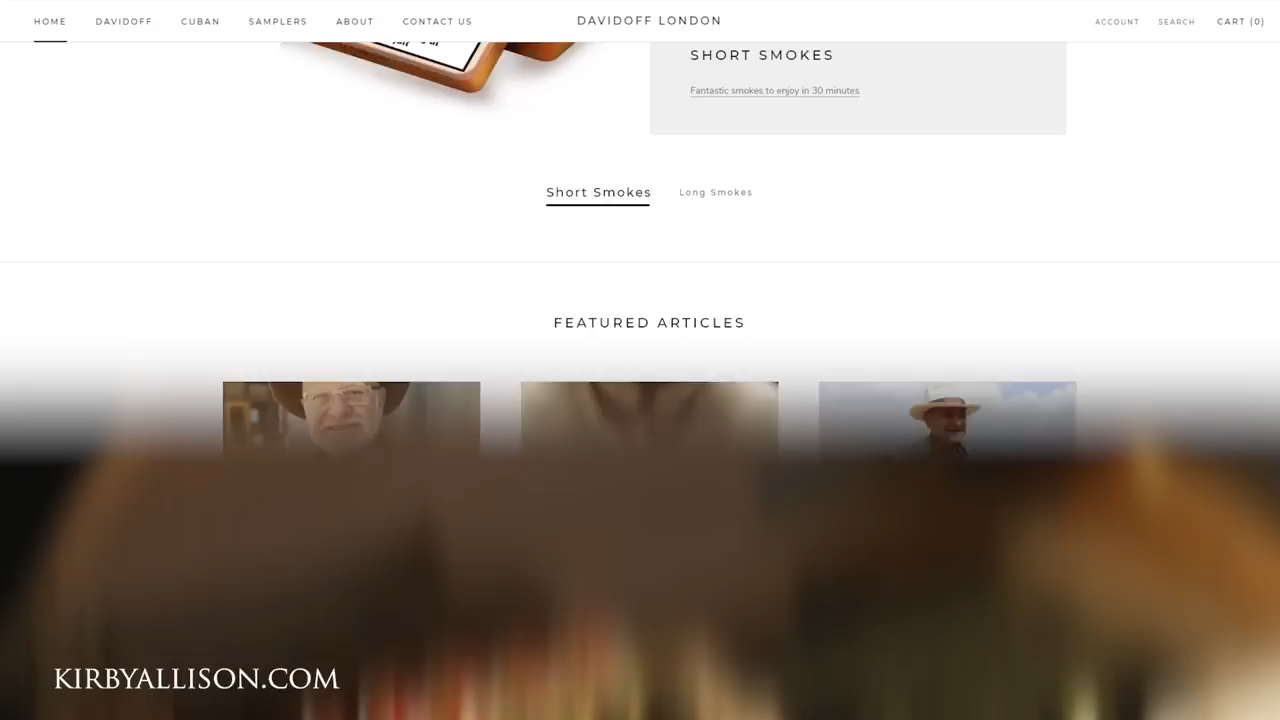 HOME DAVIDOFF CUBAN SAMPLERS ABOUT CONTACT US DAVIDOFF LONDON ACCOUNT SEARCH CART (0)
SHORT SMOKES
Fantastic smokes to enjoy in 30 minutes
Short Smokes Long Smokes
FEATURED ARTICLES
KIRBYALLISON.COM